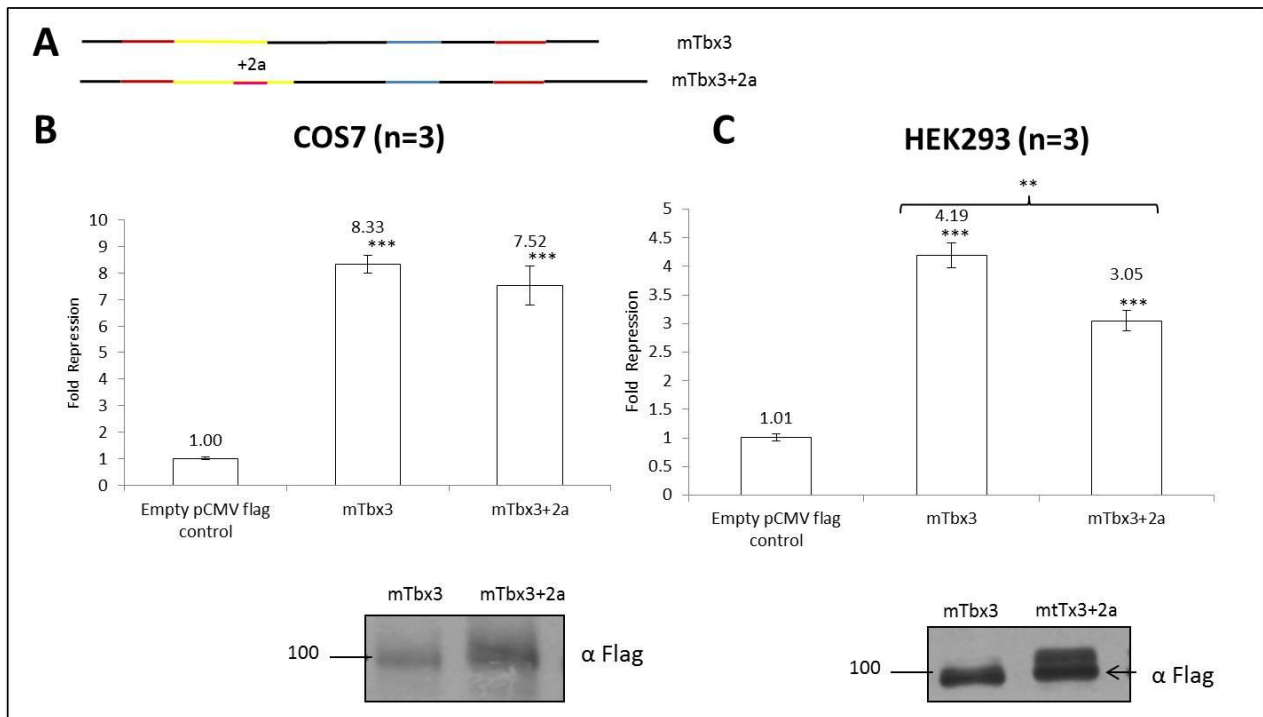 A
mTbx3
+2a
mTbx3+2a
B
COS7 (n=3)
Fold Repression
10
9
8
7
6
5
4
3
2
1
0
1.00
8.33
***
7.52
***
Empty pCMV flag
control
mTbx3
mTbx3+2a
mTbx3 mTbx3+2a
100
α Flag
C
HEK293 (n=3)
**
Fold Repression
5
4.5
4
3.5
3
2.5
2
1.5
1
0.5
0
1.01
4.19
***
3.05
***
Empty pCMV flag
control
mTbx3
mTbx3+2a
mTbx3 mtTx3+2a
100
α Flag